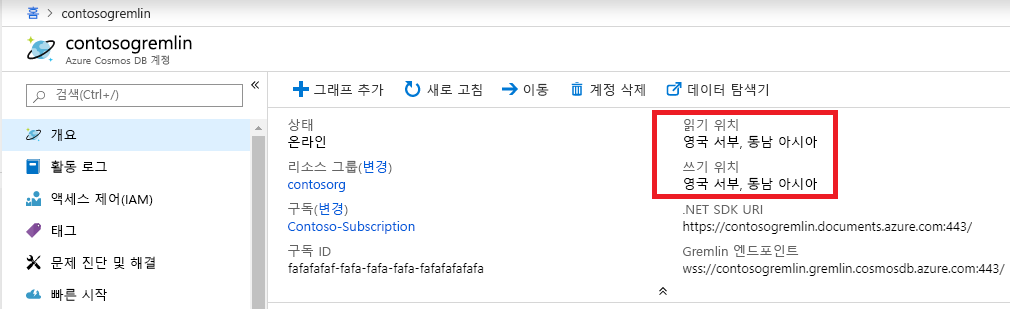 홈 > contosogremlin
contosogremlin
Azure Cosmos DB 계정
검색(Ctrl+/)
개요
활동 로그
액세스 제어(IAM)
태그
문제 진단 및 해결
빠른 시작
그래프 추가 새로 고침 이동 계정 삭제 데이터 탐색기
상태
온라인
리소스 그룹(변경)
contosorg
구독(변경)
Contoso-Subscription
구독 ID
fafafafaf-fafa-fafa-fafa-fafafafafafa
읽기 위치
영국 서부, 동남 아시아
쓰기 위치
영국 서부, 동남 아시아
.NET SDK URI
https://contosogremlin.documents.azure.com:443/
Gremlin 엔드포인트
wss://contosogremlin.gremlin.cosmosdb.azure.com:443/